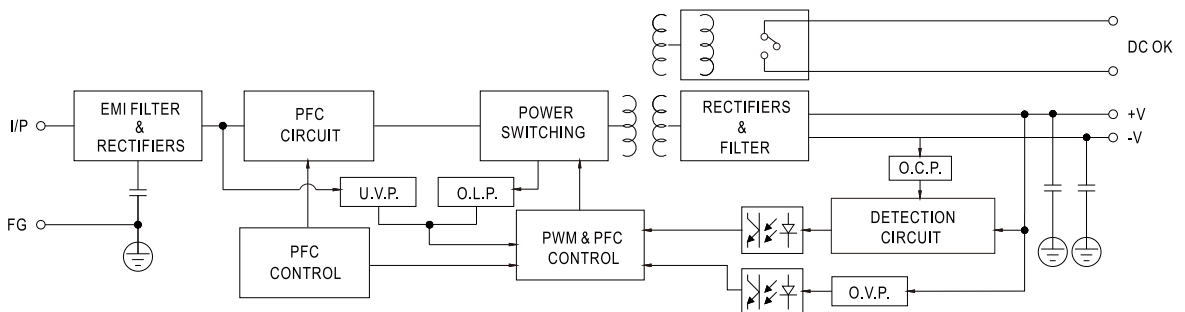 DC OK
I/P
EMI FILTER
&
RECTIFIERS
PFC
CIRCUIT
POWER
SWITCHING
RECTIFIERS
&
FILTER
+V
-V
U.V.P.
O.L.P.
O.C.P.
FG
PFC
CONTROL
PWM & PFC
CONTROL
DETECTION
CIRCUIT
O.V.P.